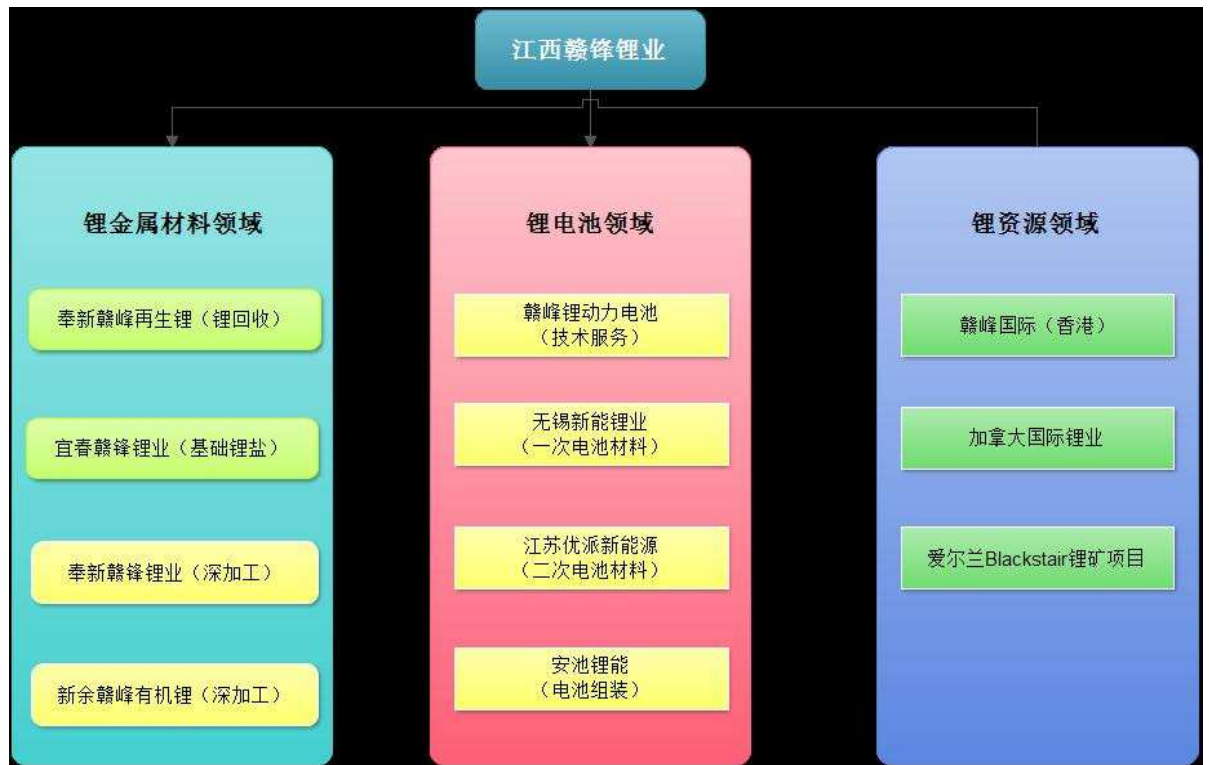 江西赣锋锂业
锂金属材料领域
奉新赣峰再生锂（锂回收）
宜春赣锋锂业（基础锂盐）
奉新赣锋锂业（深加工）
新余赣峰有机锂（深加工）
锂电池领域
赣峰锂动力电池
（技术服务）
无锡新能锂业
（一次电池材料）
江苏优派新能源
（二次电池材料）
安池锂能
（电池组装）
锂资源领域
赣峰国际（香港）
加拿大国际锂业
爱尔兰Blackstair锂矿项目